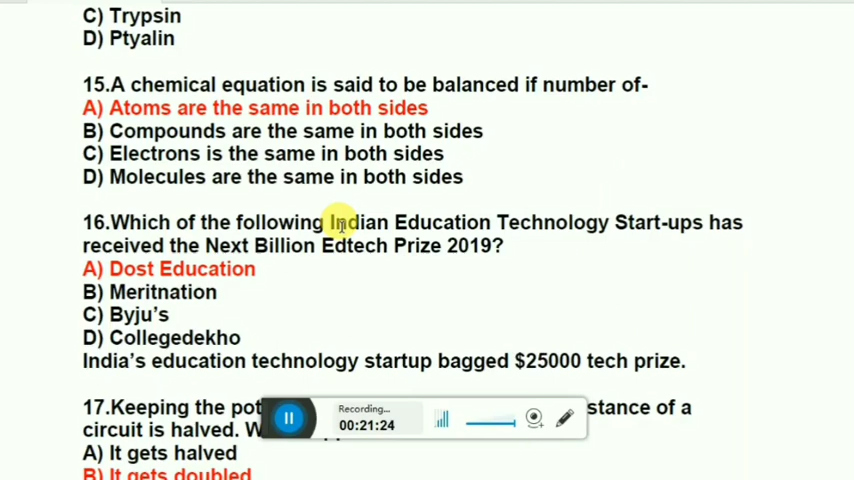 C) Trypsin
D) Ptyalin
15.A chemical equation is said to be balanced if number of-
A) Atoms are the same in both sides
B) Compounds are the same in both sides
C) Electrons is the same in both sides
D) Molecules are the same in both sides
16.Which of the following Indian Education Technology Start-ups has
received the Next Billion Edtech Prize 2019?
A) Dost Education
B) Meritnation
C) Byju's
D) Collegedekho
India's education technology startup bagged $25000 tech prize.
17.Keeping the pot stance of a
Recording...
00:21:24
circuit is halved. W
A) It gets halved
B) It gets doubled